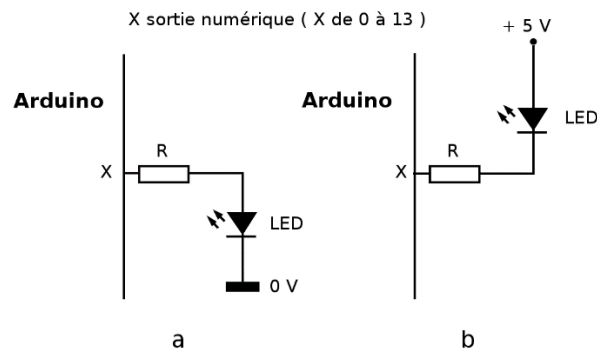 X sortie numérique ( X de 0 à 13 )
+ 5 V
Arduino
Arduino
LED
R
R
X
X
LED
0 V
a
b